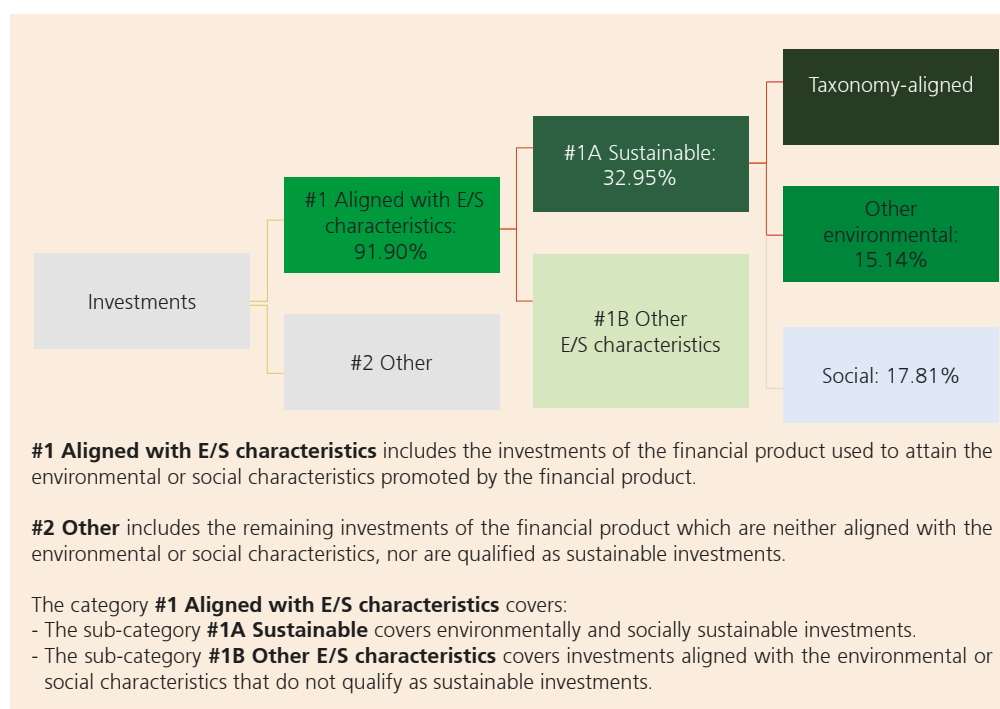 Taxonomy-aligned
#1A Sustainable:
32.95%
#1 Aligned with E/S
characteristics:
91.90%
Other
environmental:
15.14%
Investments
#1B Other
E/S characteristics
#2 Other
Social: 17.81%
#1 Aligned with E/S characteristics includes the investments of the financial product used to attain the
environmental or social characteristics promoted by the financial product.
#2 Other includes the remaining investments of the financial product which are neither aligned with the
environmental or social characteristics, nor are qualified as sustainable investments.
The category #1 Aligned with E/S characteristics covers:
- The sub-category #1A Sustainable covers environmentally and socially sustainable investments.
- The sub-category #1B Other E/S characteristics covers investments aligned with the environmental or
social characteristics that do not qualify as sustainable investments.